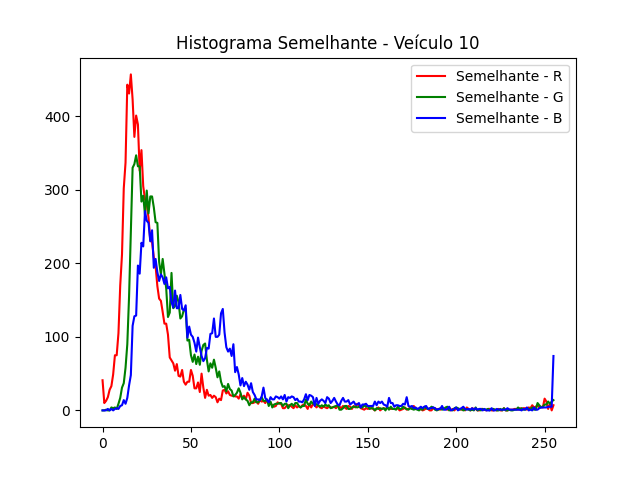 Histograma Semelhante - Veículo 10
Semelhante - R
Semelhante - G
Semelhante - B
400
300
200
100
0
0 50 100 150 200 250